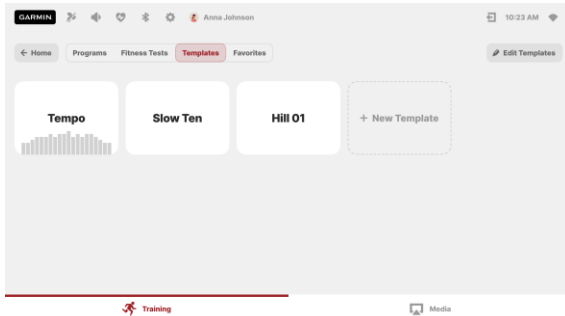 GARMIN Anna Johnson 10:23 AM
← Home Programs Fitness Tests Templates Favorites Edit Templates
Tempo Slow Ten Hill 01 + New Template
Training Media